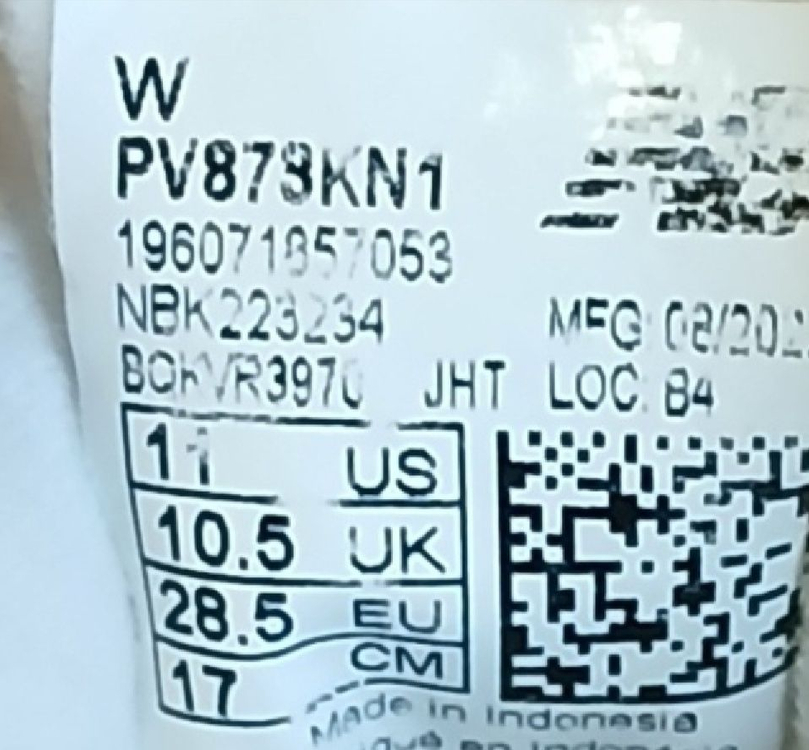 W
PV873KN1
NBK223234
MFG 08/202
JHT LOC: B4
11 US
10.5 UK
28.5 EU
17 CM
Made in Indonesia